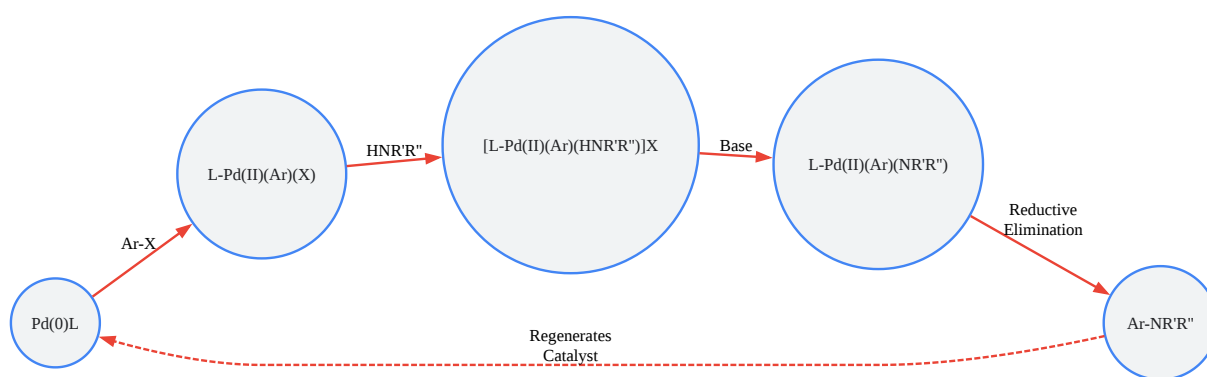 Pd(0)L
Ar-X
L-Pd(II)(Ar)(X)
HNR'R"
[L-Pd(II)(Ar)(HNR'R")]X
Base
L-Pd(II)(Ar)(NR'R")
Reductive
Elimination
Ar-NR'R"
Regenerates
Catalyst